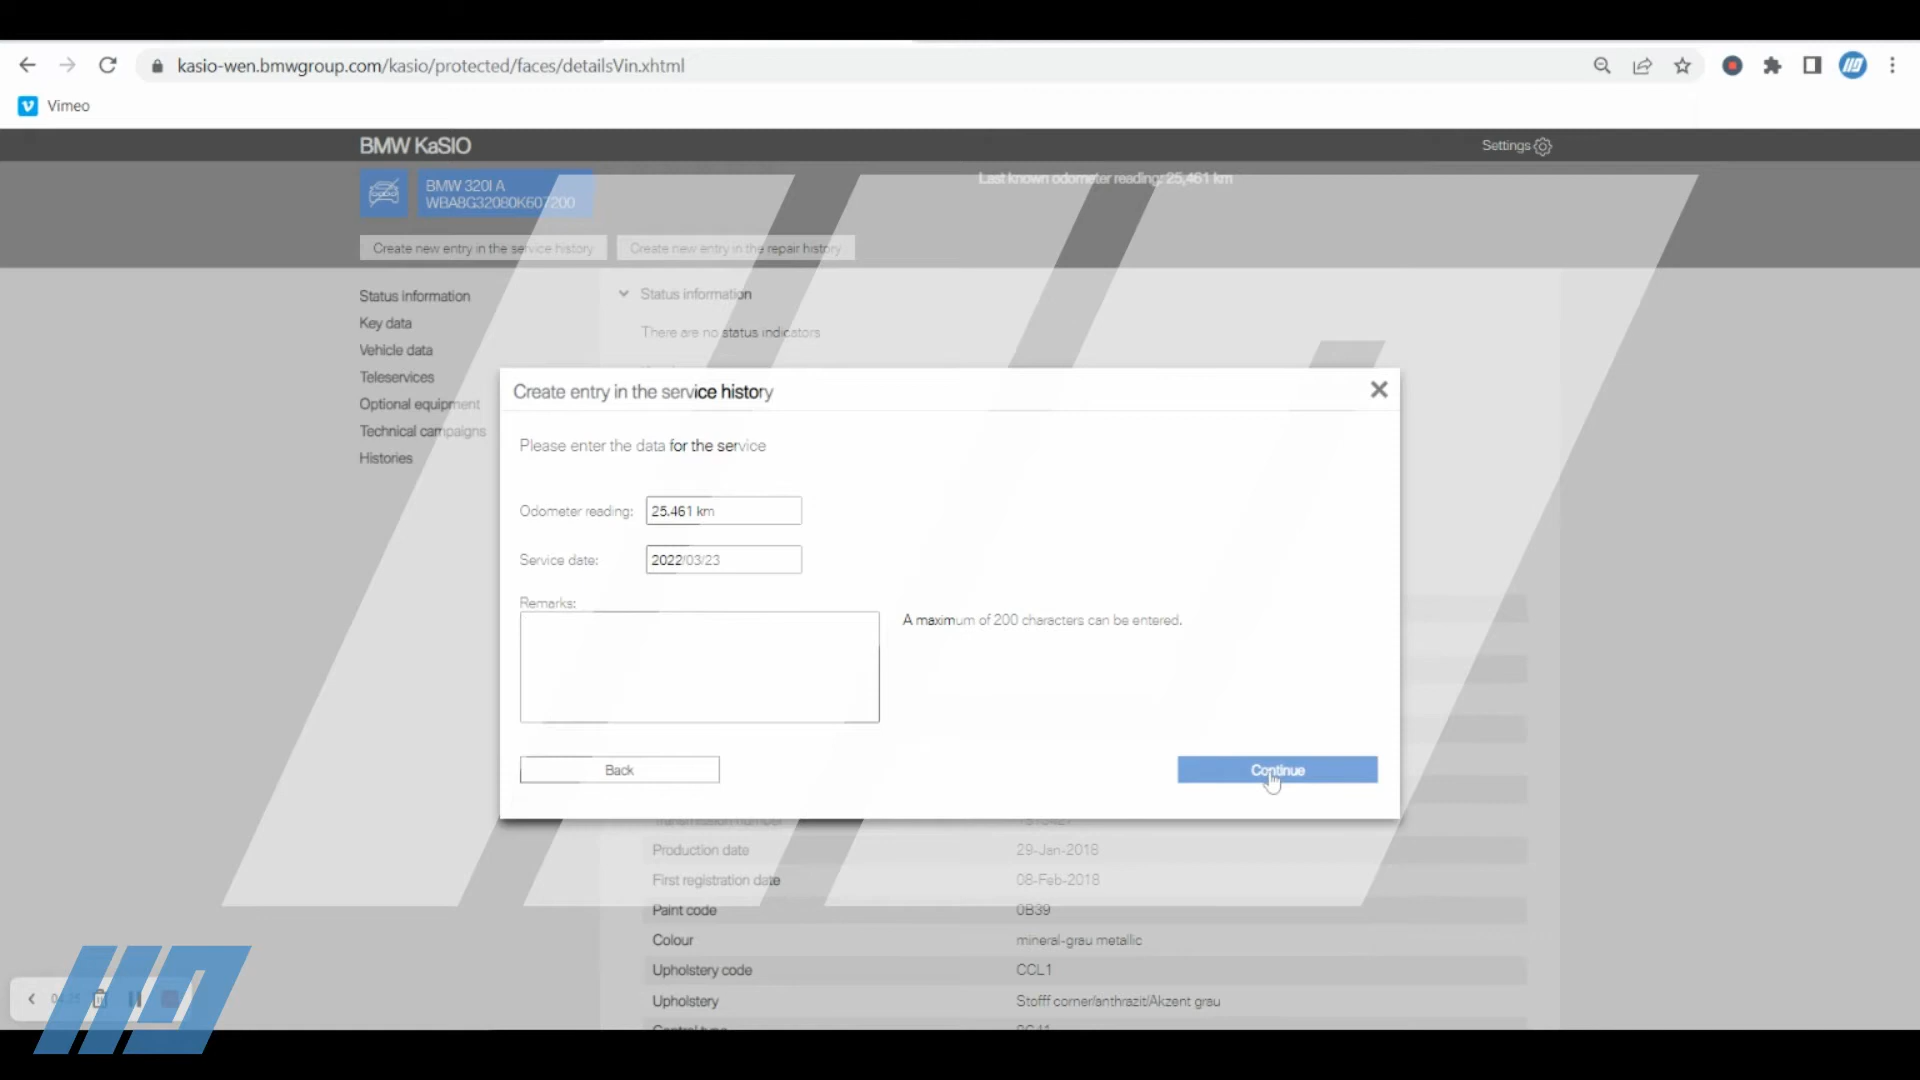 kasio-wen.bmwgroup.com/kasio/protected/faces/detailsVin.xhtml
Vimeo
BMW KaSIO
Settings
BMW 320I A
Last known odometer reading: 25,461 km
Create new entry in the service history
Create new entry in the repair history
Status information
Key data
Vehicle data
Teleservices
Optional equipment
Technical campaigns
Histories
Status information
There are no status indicators
Create entry in the service history
Please enter the data for the service
Odometer reading: 25.461 km
Service date: 2022/03/23
Remarks:
A maximum of 200 characters can be entered.
Back
Continue
Transmission number
Production date 29-Jan-2018
First registration date 08-Feb-2018
Paint code 0B39
Colour mineral-grau metallic
Upholstery code CCL1
Upholstery Stofff corner/anthrazit/Akzent grau